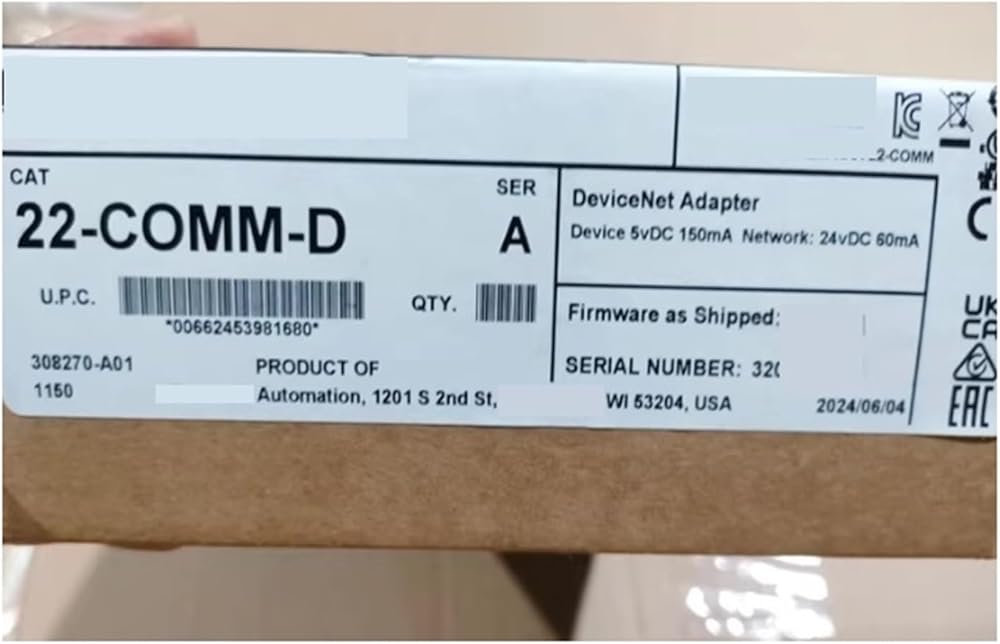 2-COMM
CAT
22-COMM-D
SER
A
DeviceNet Adapter
Device 5vDC 150mA Network: 24vDC 60mA
U.P.C.
*00662453981680*
QTY.
Firmware as Shipped:
308270-A01
1150
PRODUCT OF
Automation, 1201 S 2nd St,
SERIAL NUMBER: 320
WI 53204, USA
2024/06/04
UK
CA
EAC